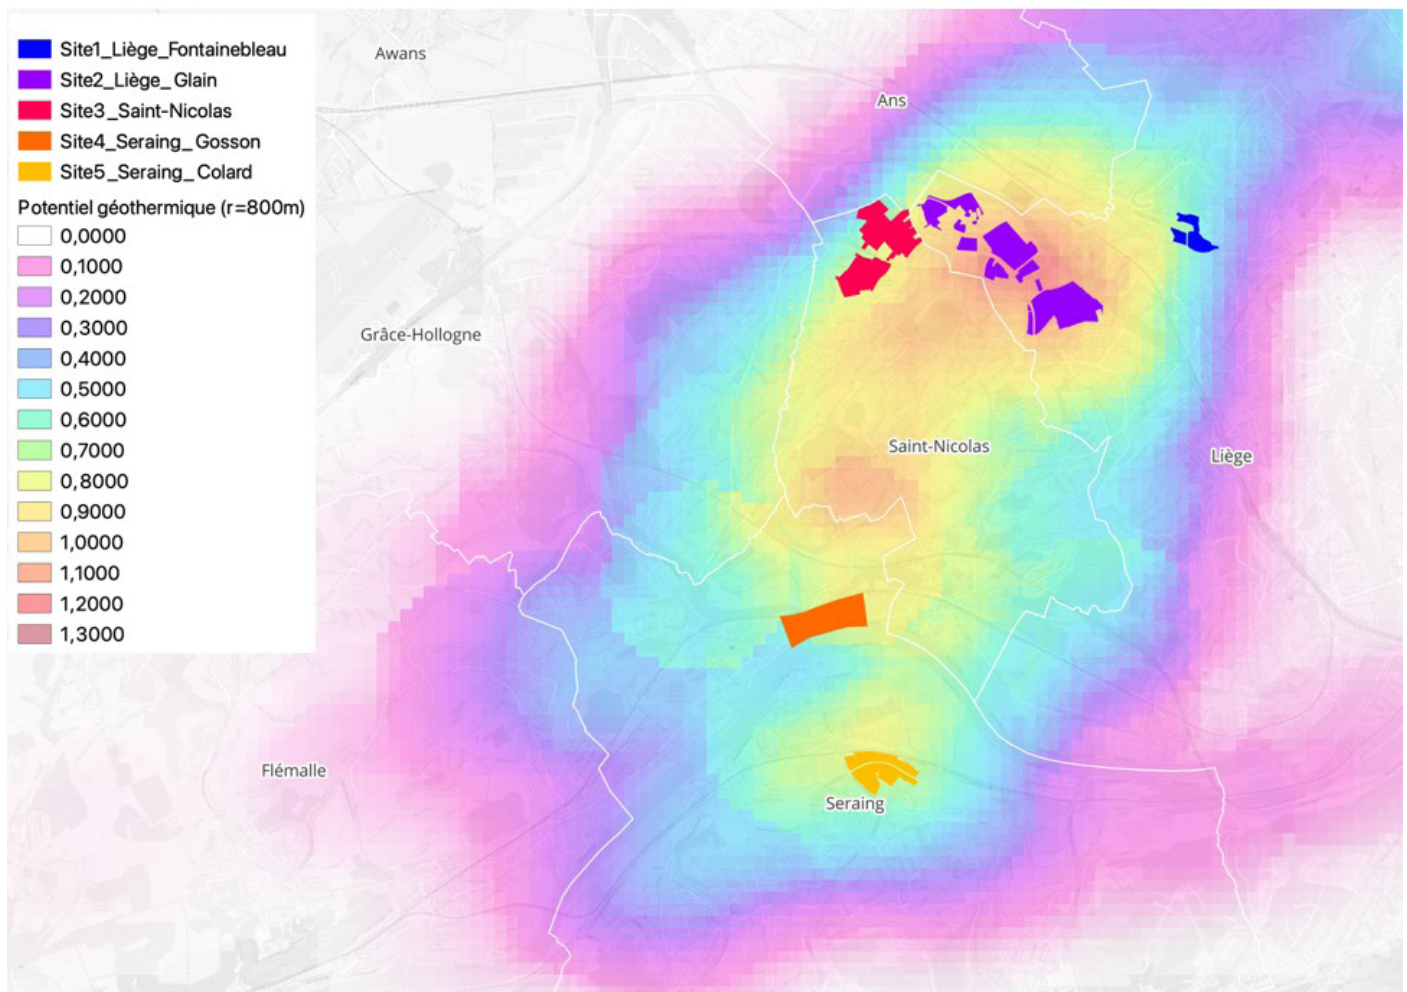 Site1_Liège_Fontainebleau
Site2_Liège_Glain
Site3_Saint-Nicolas
Site4_Seraing_Gosson
Site5_Seraing_Colard
Potentiel géothermique (r=800m)
0,0000
0,1000
0,2000
0,3000
0,4000
0,5000
0,6000
0,7000
0,8000
0,9000
1,0000
1,1000
1,2000
1,3000
Awans
Ans
Grâce-Hollogne
Saint-Nicolas
Liège
Flémalle
Seraing